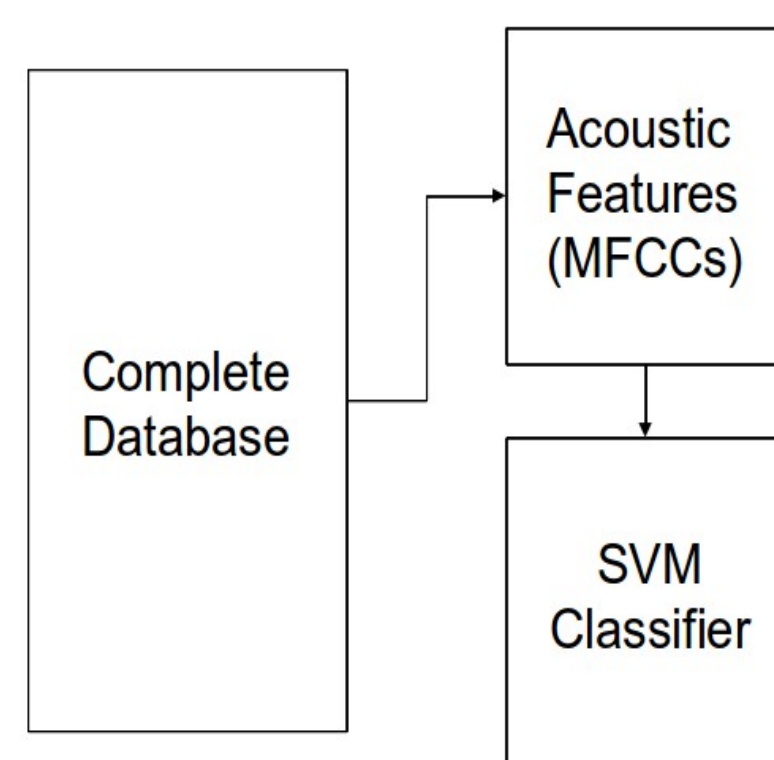 Complete
Database
Acoustic
Features
(MFCCs)
SVM
Classifier